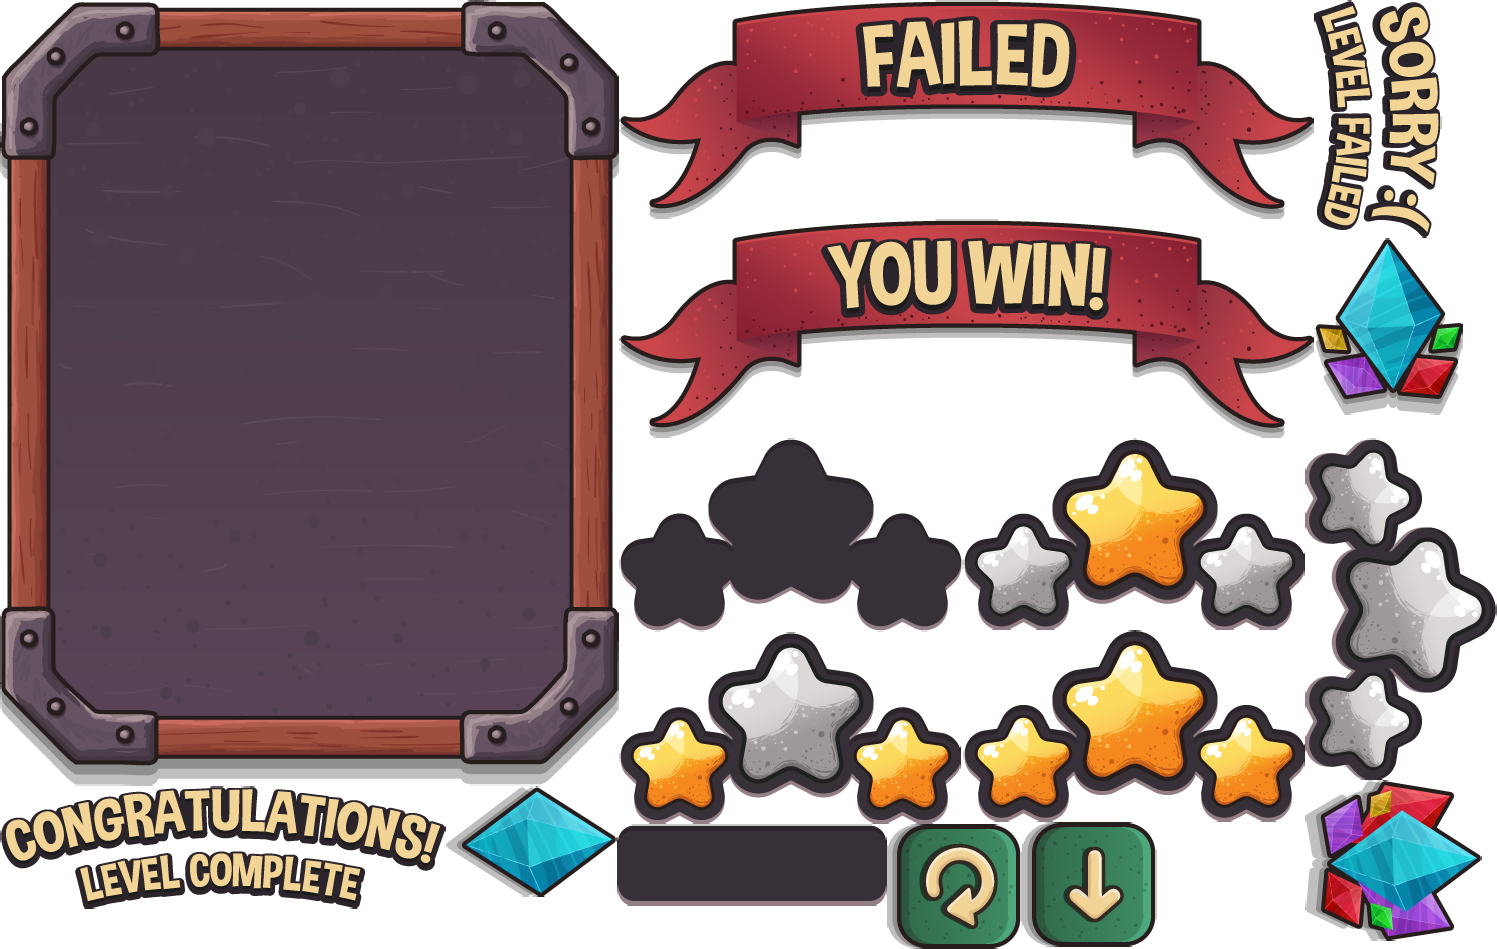 FAILED
SORRY :(
LEVEL FAILED
YOU WIN!
CONGRATULATIONS!
LEVEL COMPLETE